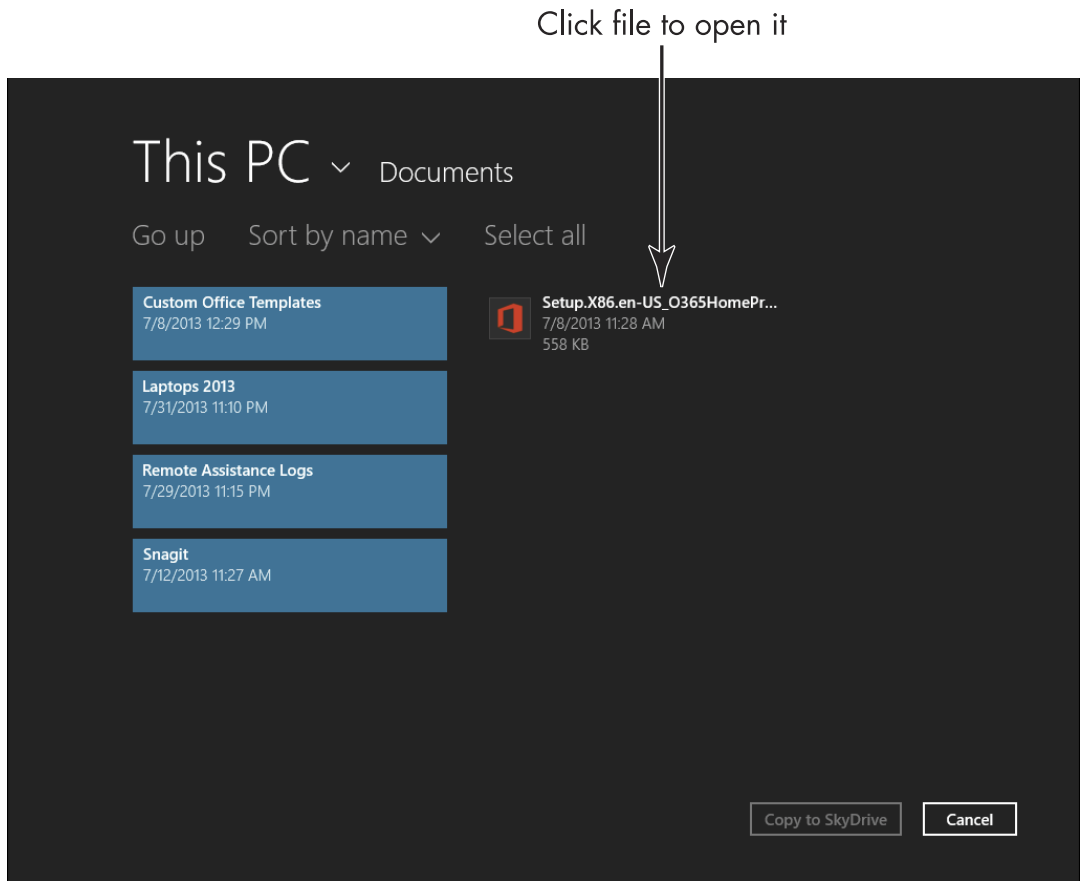 Click file to open it
This PC Documents
Go up Sort by name Select all
Custom Office Templates
7/8/2013 12:29 PM
Laptops 2013
7/31/2013 11:10 PM
Remote Assistance Logs
7/29/2013 11:15 PM
Snagit
7/12/2013 11:27 AM
Setup.X86.en-US_O365HomePr...
7/8/2013 11:28 AM
558 KB
Copy to SkyDrive Cancel